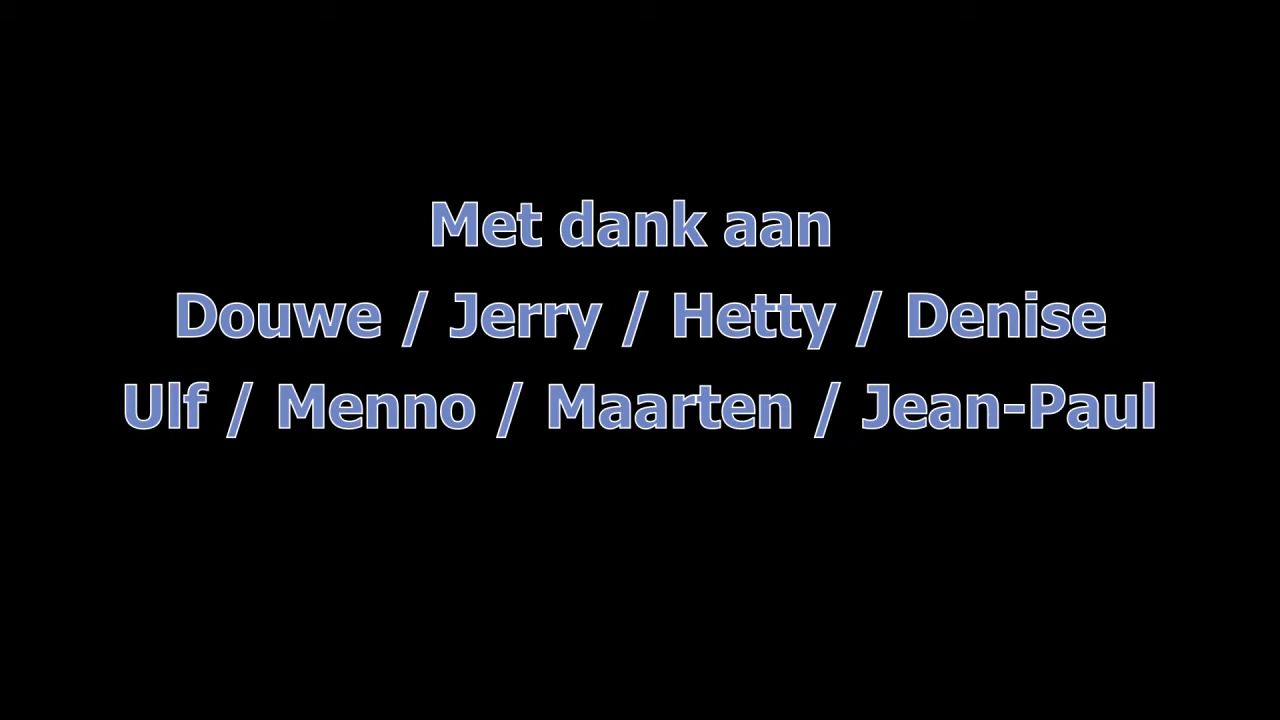 Met dank aan
Douwe / Jerry / Hetty / Denise
Ulf / Menno / Maarten / Jean-Paul